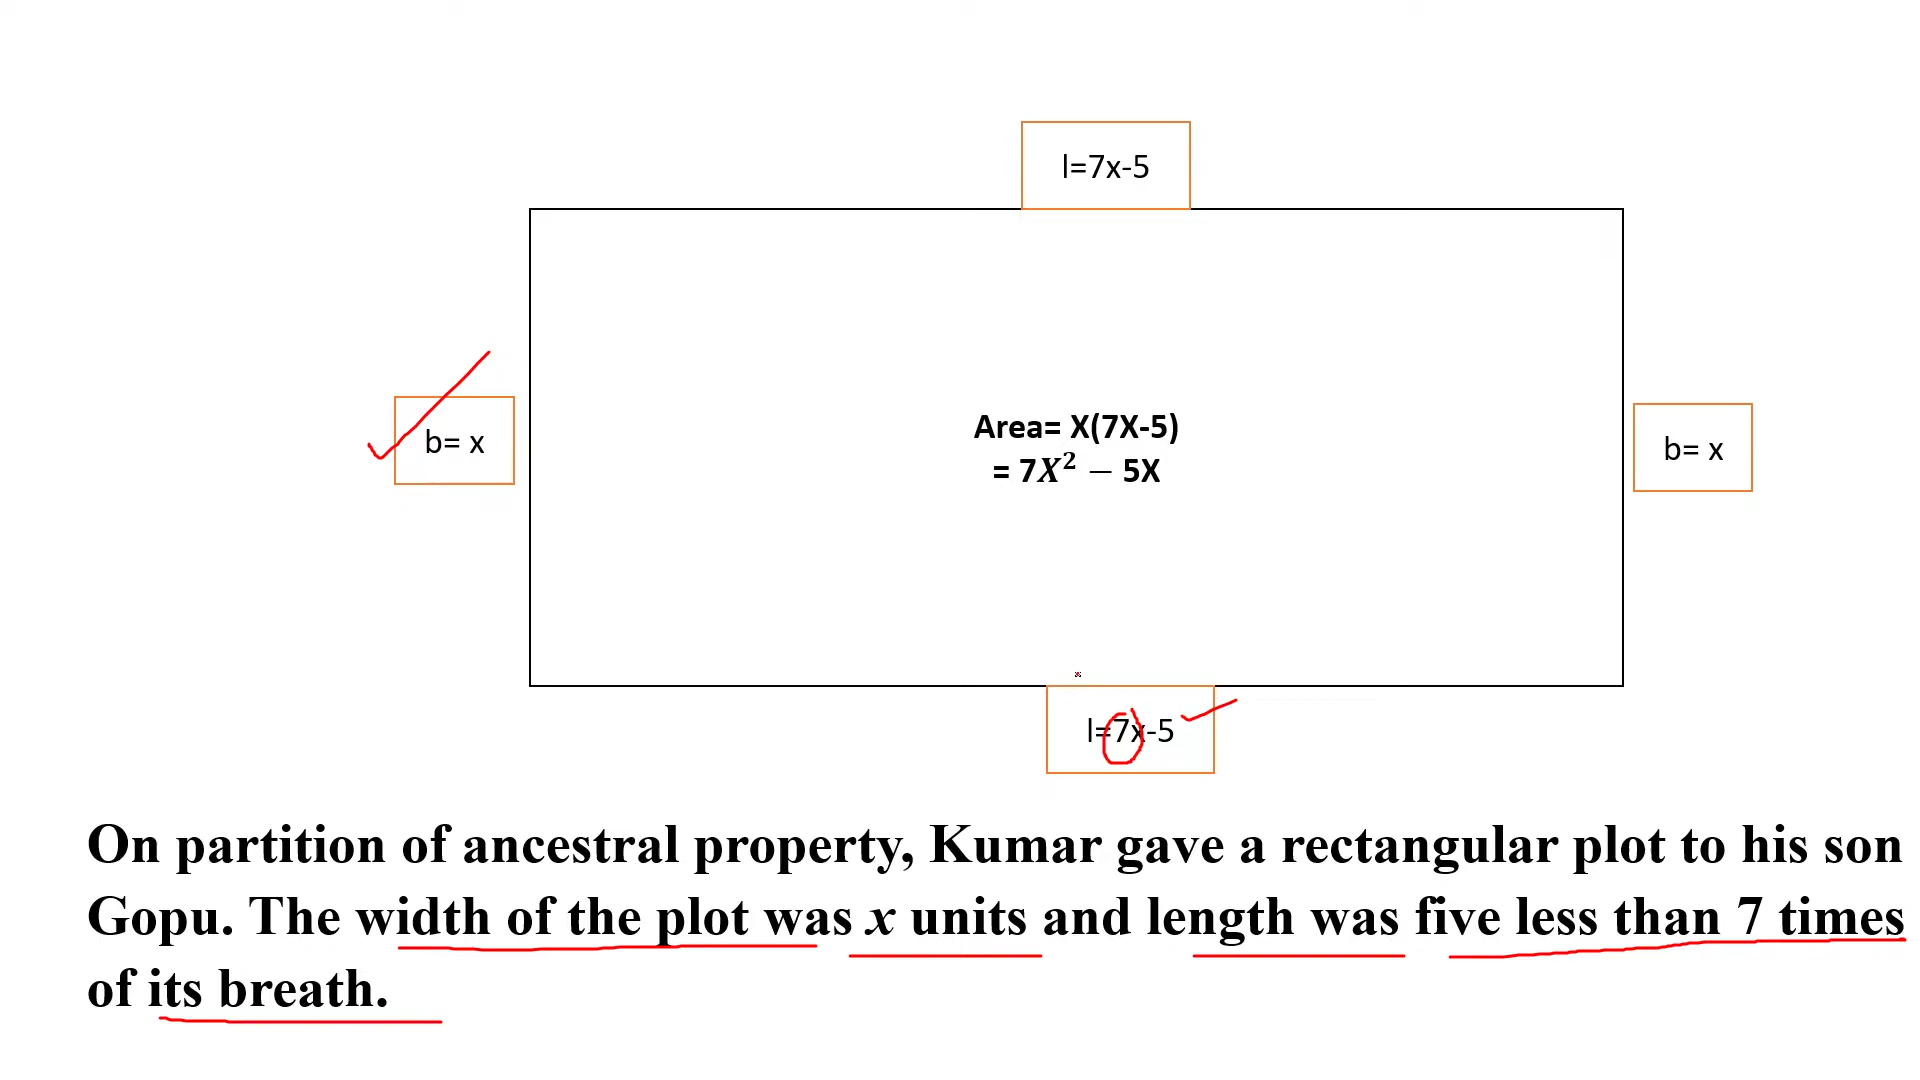 l=7x-5
b= x
Area= X(7X-5)
= 7X² − 5X
b= x
l=7x-5
On partition of ancestral property, Kumar gave a rectangular plot to his son
Gopu. The width of the plot was x units and length was five less than 7 times
of its breath.